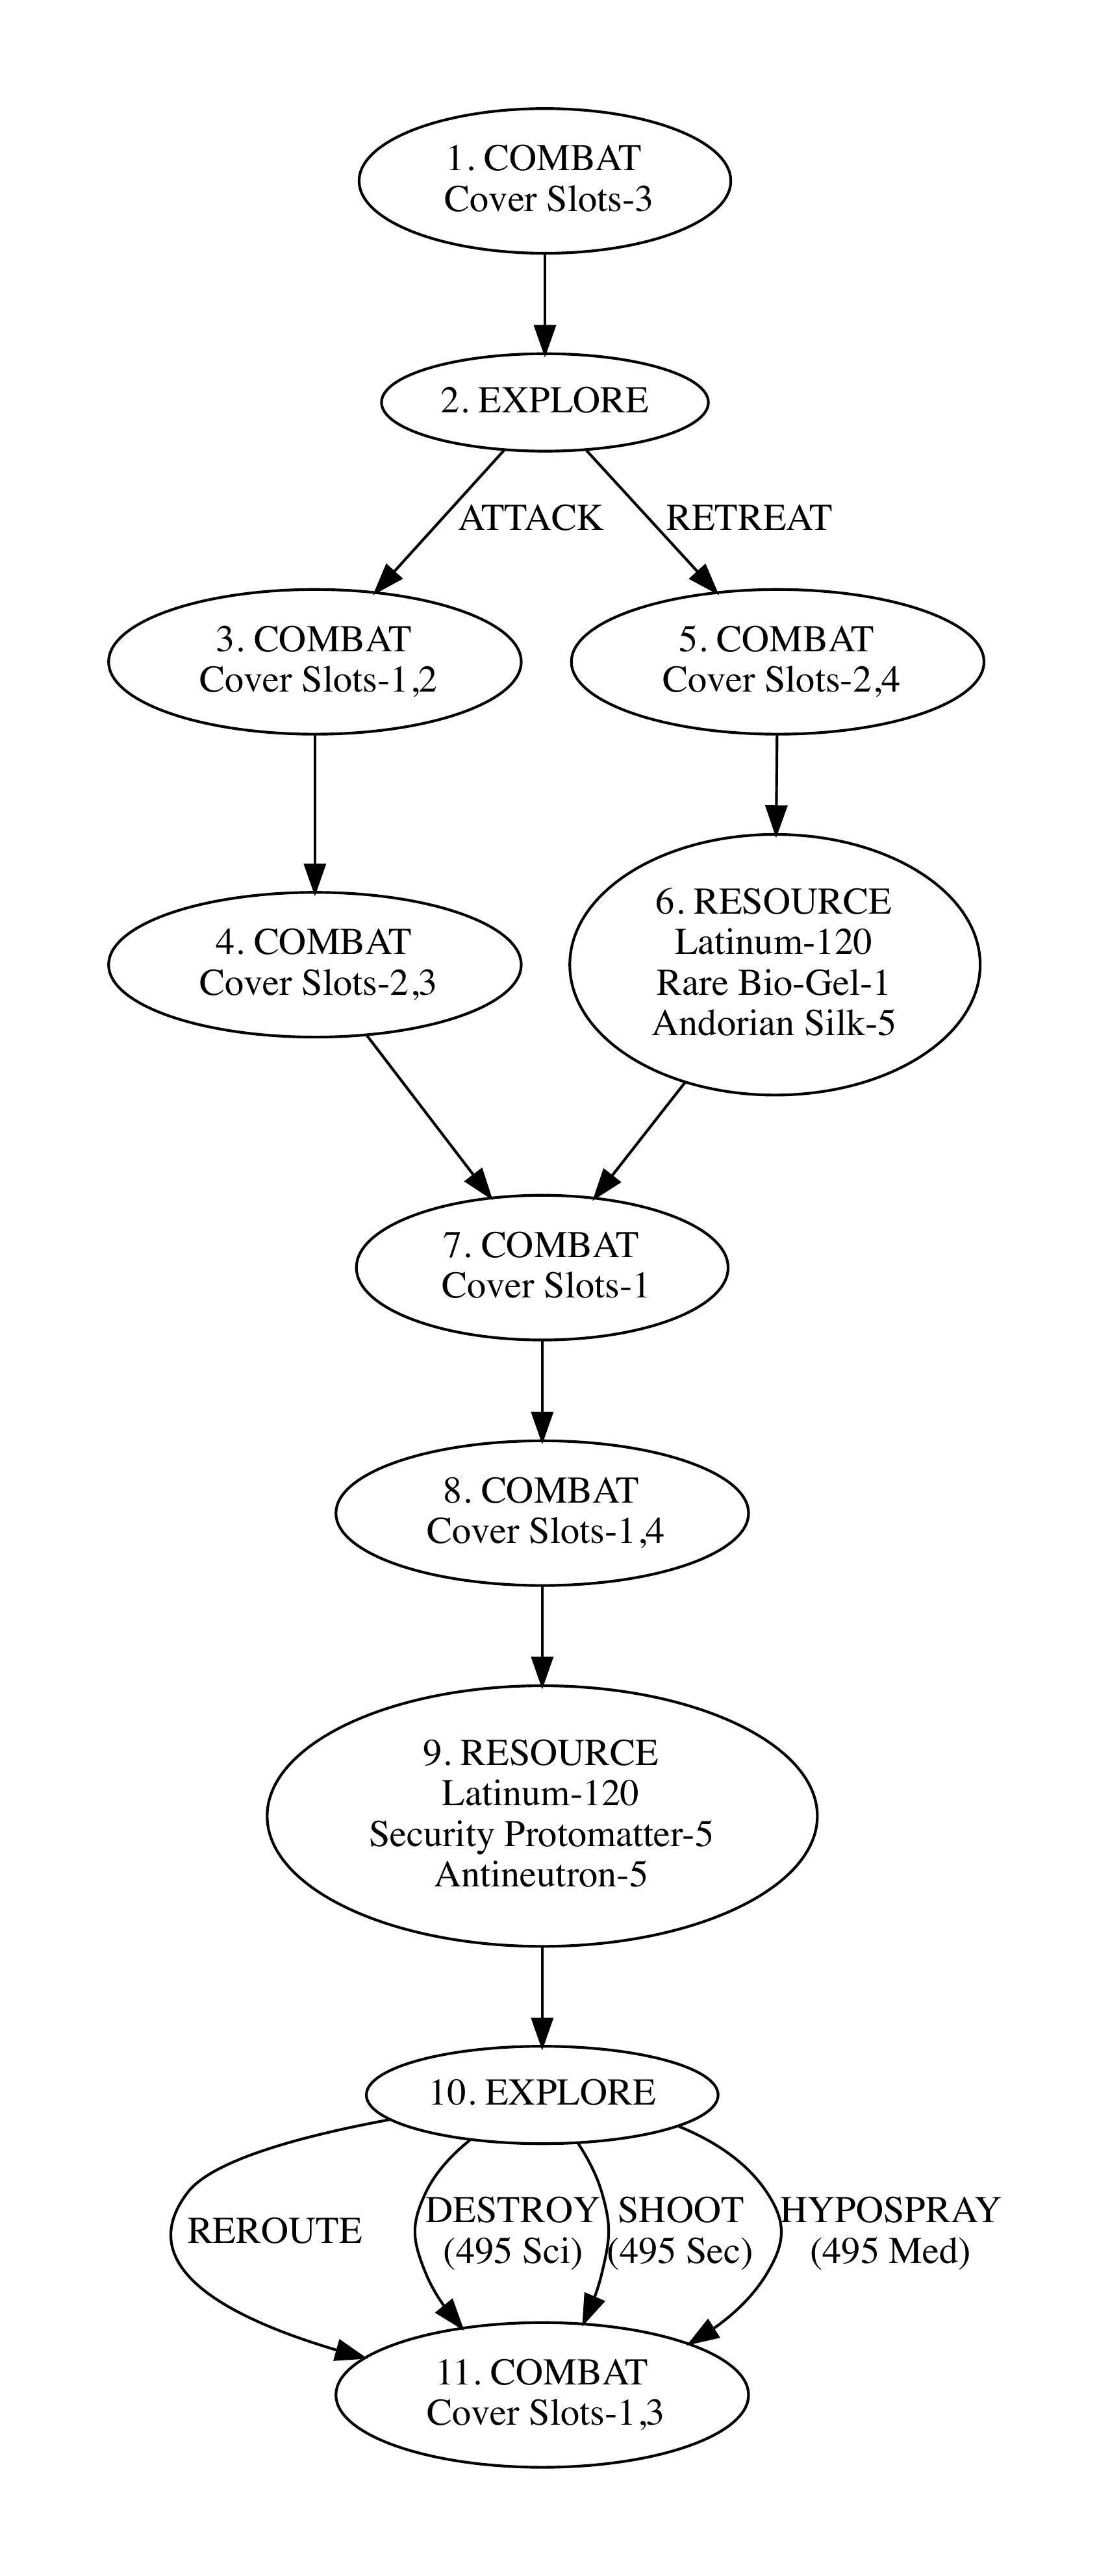 1. COMBAT
Cover Slots-3
2. EXPLORE
ATTACK
RETREAT
3. COMBAT
Cover Slots-1,2
5. COMBAT
Cover Slots-2,4
4. COMBAT
Cover Slots-2,3
6. RESOURCE
Latinum-120
Rare Bio-Gel-1
Andorian Silk-5
7. COMBAT
Cover Slots-1
8. COMBAT
Cover Slots-1,4
9. RESOURCE
Latinum-120
Security Protomatter-5
Antineutron-5
10. EXPLORE
REROUTE
DESTROY
(495 Sci)
SHOOT
(495 Sec)
HYPOSPRAY
(495 Med)
11. COMBAT
Cover Slots-1,3